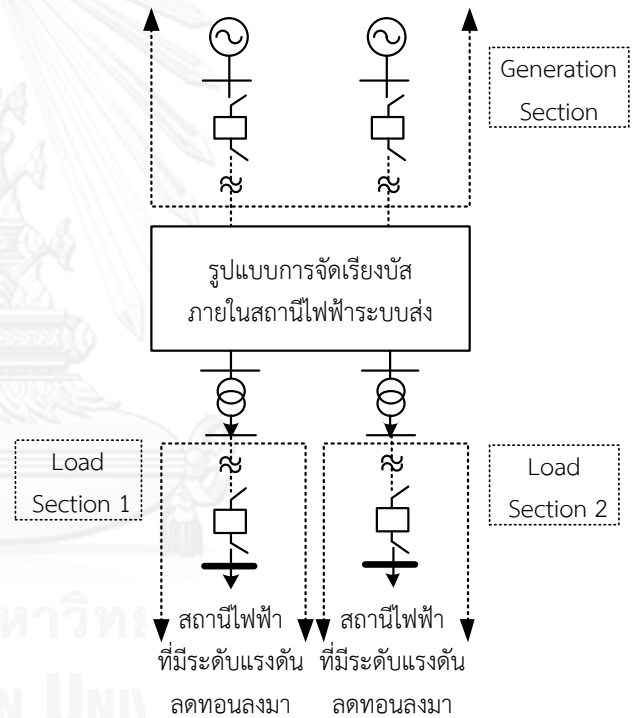 Generation
Section
รูปแบบการจัดเรียงบัส
ภายในสถานีไฟฟ้าระบบส่ง
Load
Section 1
Load
Section 2
สถานีไฟฟ้า
ที่มีระดับแรงดัน
ลดทอนลงมา
สถานีไฟฟ้า
ที่มีระดับแรงดัน
ลดทอนลงมา